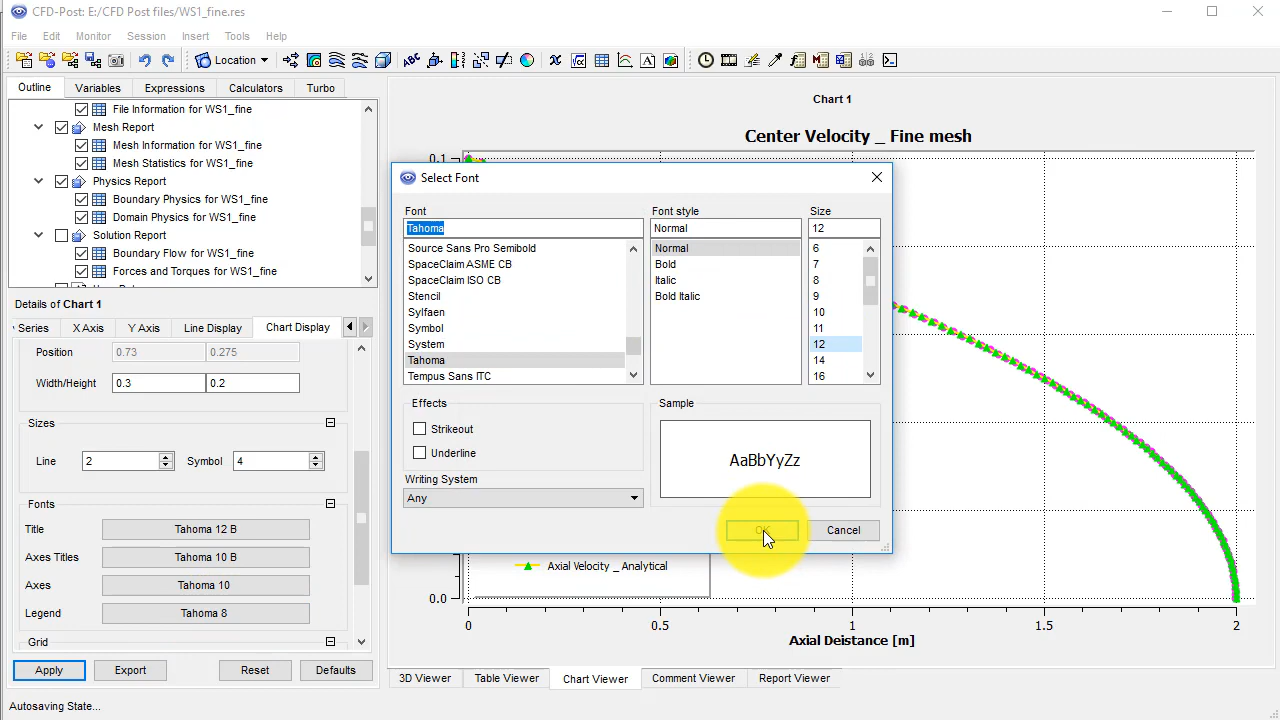 CFD-Post: E:/CFD Post files/WS1_fine.res
File Edit Monitor Session Insert Tools Help
Location
Outline Variables Expressions Calculators Turbo
File Information for WS1_fine
Mesh Report
Mesh Information for WS1_fine
Mesh Statistics for WS1_fine
Physics Report
Boundary Physics for WS1_fine
Domain Physics for WS1_fine
Solution Report
Boundary Flow for WS1_fine
Forces and Torques for WS1_fine
Details of Chart 1
Series X Axis Y Axis Line Display Chart Display
Position 0.73 0.275
Width/Height 0.3 0.2
Sizes
Line 2 Symbol 4
Fonts
Title Tahoma 12 B
Axes Titles Tahoma 10 B
Axes Tahoma 10
Legend Tahoma 8
Grid
Apply Export Reset Defaults
Autosaving State...
Chart 1
Center Velocity _ Fine mesh
0.1
Select Font
Font Font style Size
Tahoma Normal 12
Source Sans Pro Semibold
SpaceClaim ASME CB
SpaceClaim ISO CB
Stencil
Sylfaen
Symbol
System
Tahoma
Tempus Sans ITC
Normal
Bold
Italic
Bold Italic
6
7
8
9
10
11
12
14
16
Effects
Strikeout
Underline
Writing System
Any
Sample
AaBbYyZz
OK Cancel
Axial Velocity _ Analytical
0.0
0 0.5 1 1.5 2
Axial Deistance [m]
3D Viewer Table Viewer Chart Viewer Comment Viewer Report Viewer